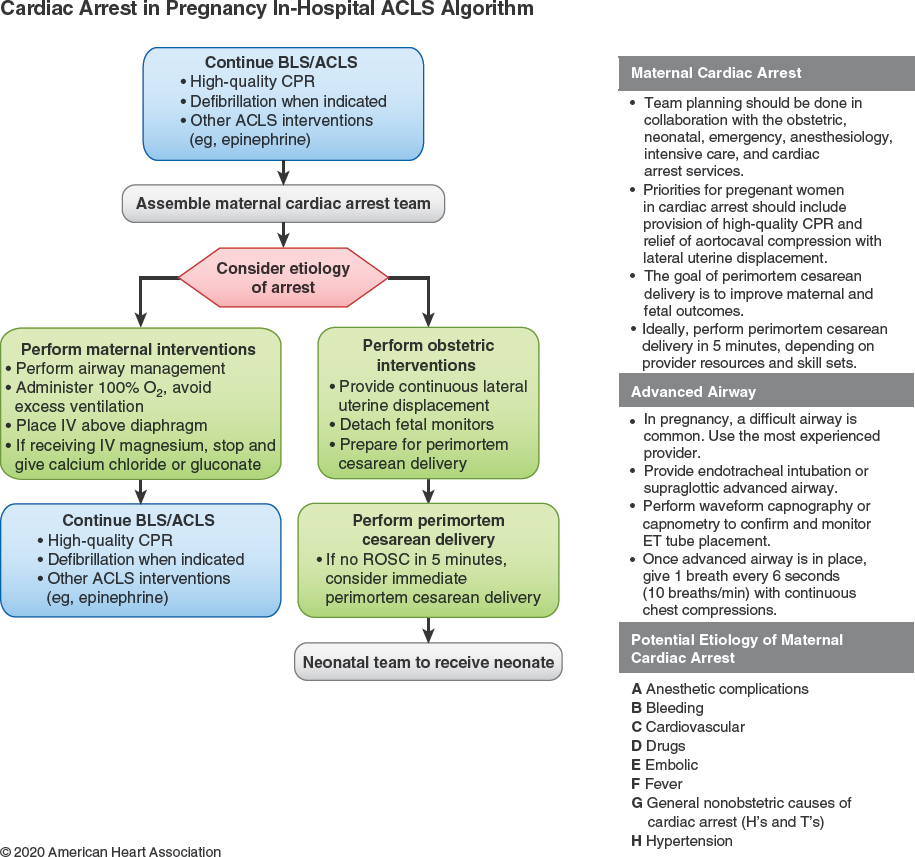 Cardiac Arrest in Pregnancy In-Hospital ACLS Algorithm
Continue BLS/ACLS
• High-quality CPR
• Defibrillation when indicated
• Other ACLS interventions
(eg, epinephrine)
Assemble maternal cardiac arrest team
Consider etiology
of arrest
Perform maternal interventions
• Perform airway management
• Administer 100% O₂, avoid
excess ventilation
• Place IV above diaphragm
• If receiving IV magnesium, stop and
give calcium chloride or gluconate
Continue BLS/ACLS
• High-quality CPR
• Defibrillation when indicated
• Other ACLS interventions
(eg, epinephrine)
Perform obstetric
interventions
• Provide continuous lateral
uterine displacement
• Detach fetal monitors
• Prepare for perimortem
cesarean delivery
Perform perimortem
cesarean delivery
• If no ROSC in 5 minutes,
consider immediate
perimortem cesarean delivery
Neonatal team to receive neonate
Maternal Cardiac Arrest
• Team planning should be done in
collaboration with the obstetric,
neonatal, emergency, anesthesiology,
intensive care, and cardiac
arrest services.
• Priorities for pregenant women
in cardiac arrest should include
provision of high-quality CPR and
relief of aortocaval compression with
lateral uterine displacement.
• The goal of perimortem cesarean
delivery is to improve maternal and
fetal outcomes.
• Ideally, perform perimortem cesarean
delivery in 5 minutes, depending on
provider resources and skill sets.
Advanced Airway
• In pregnancy, a difficult airway is
common. Use the most experienced
provider.
• Provide endotracheal intubation or
supraglottic advanced airway.
• Perform waveform capnography or
capnometry to confirm and monitor
ET tube placement.
• Once advanced airway is in place,
give 1 breath every 6 seconds
(10 breaths/min) with continuous
chest compressions.
Potential Etiology of Maternal
Cardiac Arrest
A Anesthetic complications
B Bleeding
C Cardiovascular
D Drugs
E Embolic
F Fever
G General nonobstetric causes of
cardiac arrest (H's and T's)
H Hypertension
© 2020 American Heart Association